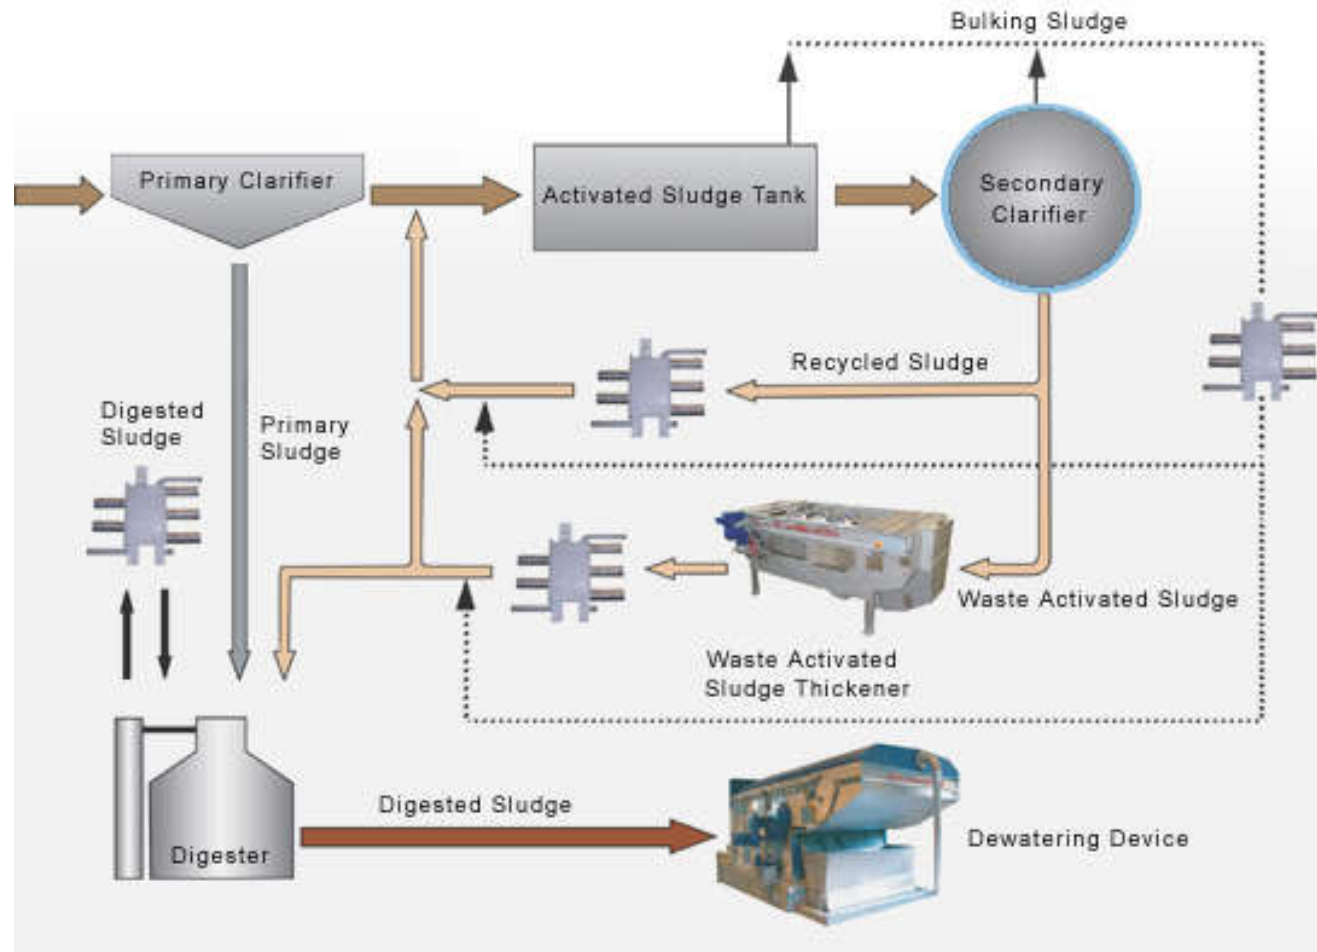 Bulking Sludge
Primary Clarifier
Activated Sludge Tank
Secondary
Clarifier
Recycled Sludge
Digested
Sludge
Primary
Sludge
Waste Activated Sludge
Waste Activated
Sludge Thickener
Digested Sludge
Digester
Dewatering Device